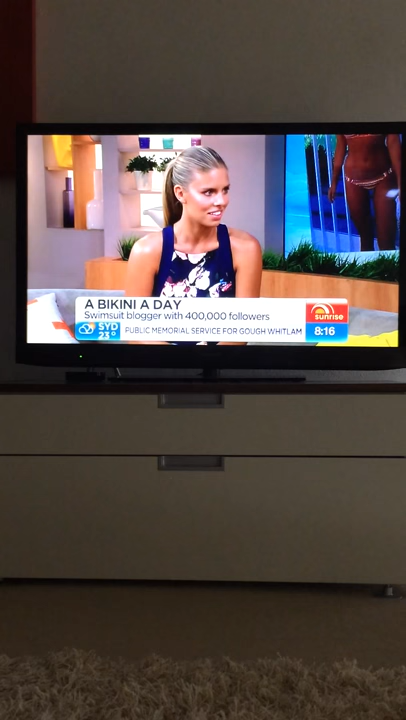 A BIKINI A DAY
Swimsuit blogger with 400,000 followers
sunrise
SYD
23°
PUBLIC MEMORIAL SERVICE FOR GOUGH WHITLAM
8:16